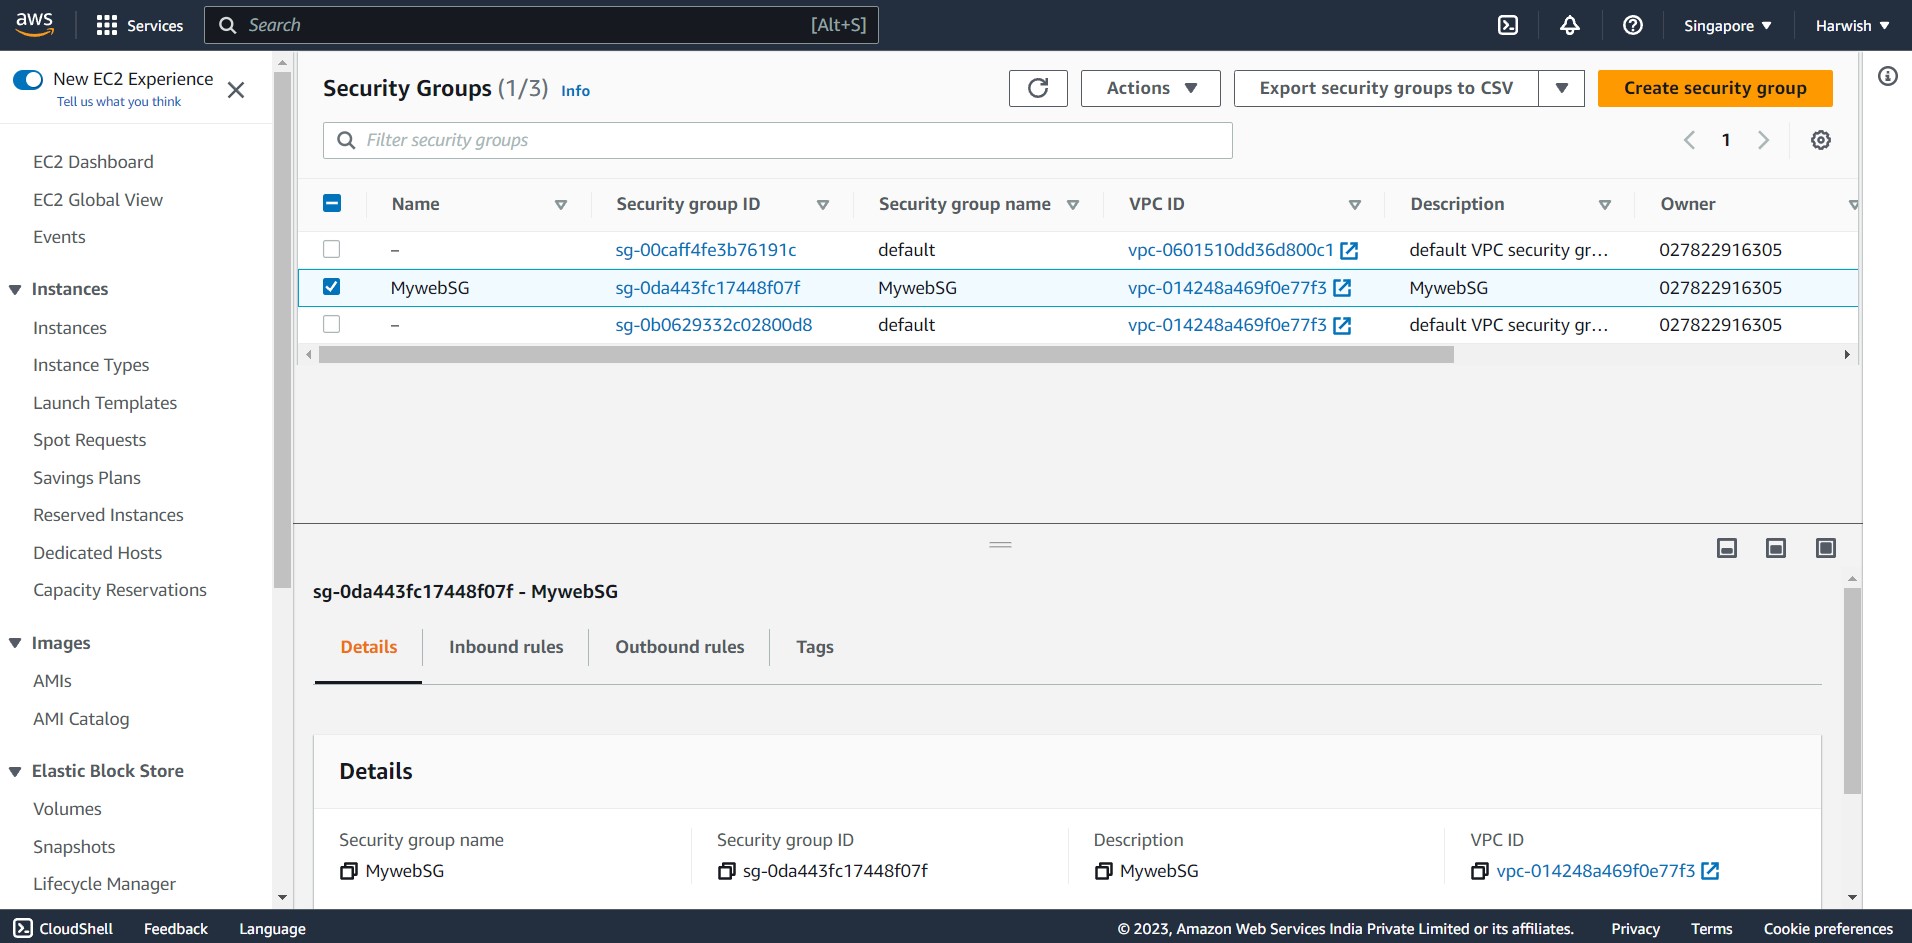 aws
Services
Search
[Alt+S]
Singapore
Harwish
New EC2 Experience
Tell us what you think
EC2 Dashboard
EC2 Global View
Events
Instances
Instances
Instance Types
Launch Templates
Spot Requests
Savings Plans
Reserved Instances
Dedicated Hosts
Capacity Reservations
Images
AMIs
AMI Catalog
Elastic Block Store
Volumes
Snapshots
Lifecycle Manager
Security Groups (1/3) Info
Actions
Export security groups to CSV
Create security group
Filter security groups
1
Name Security group ID Security group name VPC ID Description Owner
– sg-00caff4fe3b76191c default vpc-0601510dd36d800c1 default VPC security gr... 027822916305
MywebSG sg-0da443fc17448f07f MywebSG vpc-014248a469f0e77f3 MywebSG 027822916305
– sg-0b0629332c02800d8 default vpc-014248a469f0e77f3 default VPC security gr... 027822916305
sg-0da443fc17448f07f - MywebSG
Details Inbound rules Outbound rules Tags
Details
Security group name Security group ID Description VPC ID
MywebSG sg-0da443fc17448f07f MywebSG vpc-014248a469f0e77f3
CloudShell Feedback Language © 2023, Amazon Web Services India Private Limited or its affiliates. Privacy Terms Cookie preferences